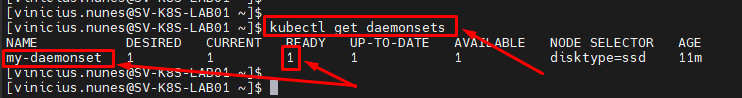 [vinicius.nunes@SV-K8S-LAB01 ~]$
[vinicius.nunes@SV-K8S-LAB01 ~]$ kubectl get daemonsets
NAME DESIRED CURRENT READY UP-TO-DATE AVAILABLE NODE SELECTOR AGE
my-daemonset 1 1 1 1 1 disktype=ssd 11m
[vinicius.nunes@SV-K8S-LAB01 ~]$
[vinicius.nunes@SV-K8S-LAB01 ~]$